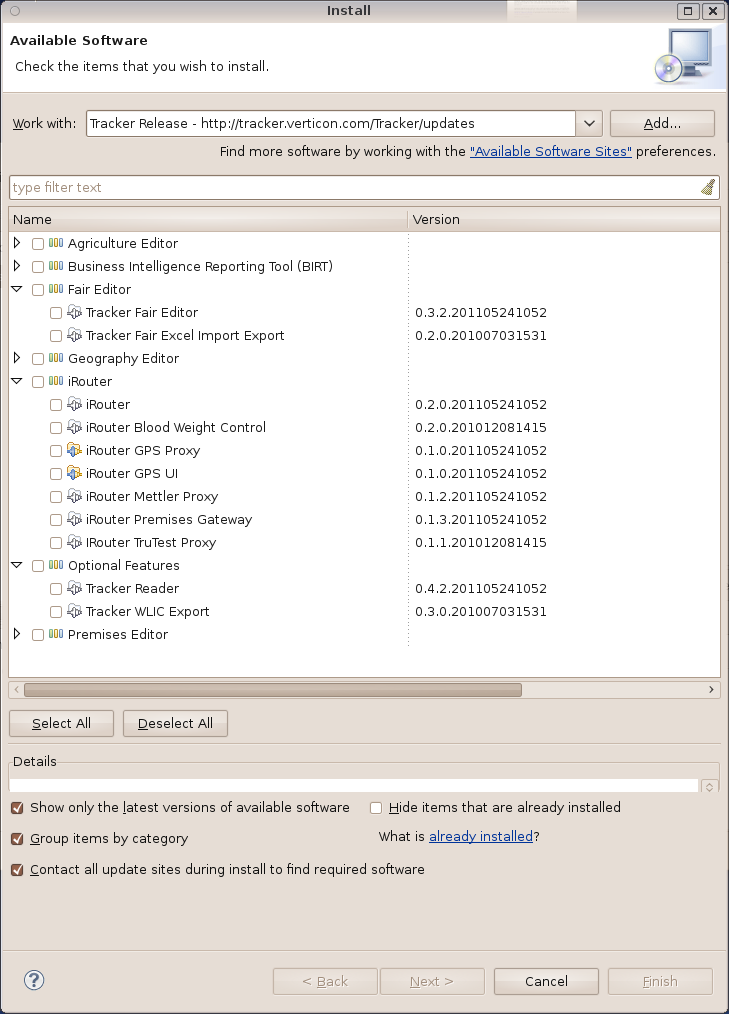 Install
Available Software
Check the items that you wish to install.
Work with: Tracker Release - http://tracker.verticon.com/Tracker/updates Add...
Find more software by working with the "Available Software Sites" preferences.
type filter text
Name Version
Agriculture Editor
Business Intelligence Reporting Tool (BIRT)
Fair Editor
Tracker Fair Editor 0.3.2.201105241052
Tracker Fair Excel Import Export 0.2.0.201007031531
Geography Editor
iRouter
iRouter 0.2.0.201105241052
iRouter Blood Weight Control 0.2.0.201012081415
iRouter GPS Proxy 0.1.0.201105241052
iRouter GPS UI 0.1.0.201105241052
iRouter Mettler Proxy 0.1.2.201105241052
iRouter Premises Gateway 0.1.3.201105241052
IRouter TruTest Proxy 0.1.1.201012081415
Optional Features
Tracker Reader 0.4.2.201105241052
Tracker WLIC Export 0.3.0.201007031531
Premises Editor
Select All Deselect All
Details
Show only the latest versions of available software Hide items that are already installed
Group items by category What is already installed?
Contact all update sites during install to find required software
? < Back Next > Cancel Finish